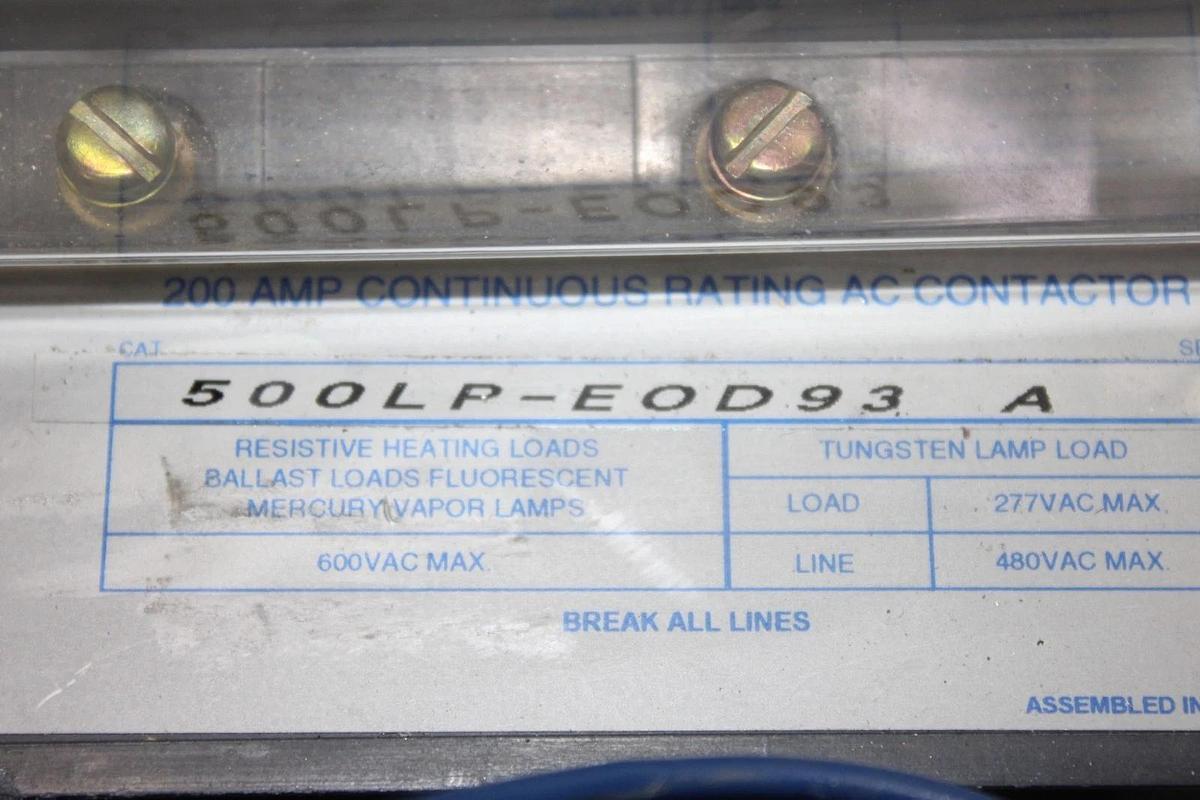 200 AMP CONTINUOUS RATING AC CONTACTOR
CAT.
500LP-EOD93 A
RESISTIVE HEATING LOADS
BALLAST LOADS FLUORESCENT
MERCURY VAPOR LAMPS
600VAC MAX.
TUNGSTEN LAMP LOAD
LOAD 277VAC MAX.
LINE 480VAC MAX.
BREAK ALL LINES
ASSEMBLED IN